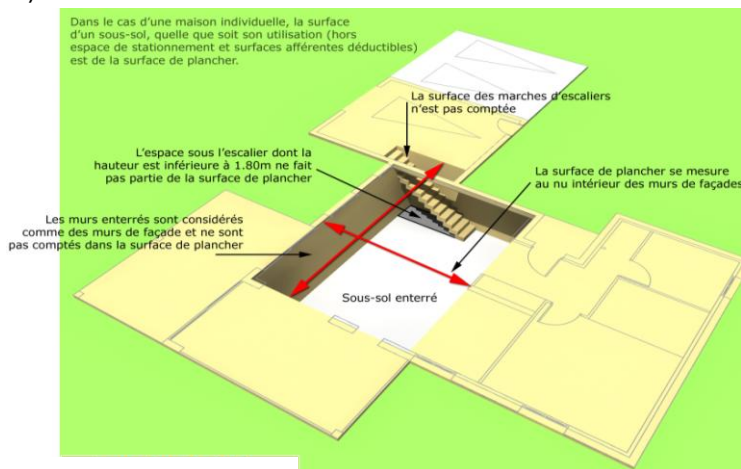 Dans le cas d'une maison individuelle, la surface
d'un sous-sol, quelle que soit son utilisation (hors
espace de stationnement et surfaces afférentes déductibles)
est de la surface de plancher.
La surface des marches d'escaliers
n'est pas comptée
L'espace sous l'escalier dont la
hauteur est inférieure à 1.80m ne fait
pas partie de la surface de plancher
La surface de plancher se mesure
au nu intérieur des murs de façades
Les murs enterrés sont considérés
comme des murs de façade et ne sont
pas comptés dans la surface de plancher
Sous-sol enterré